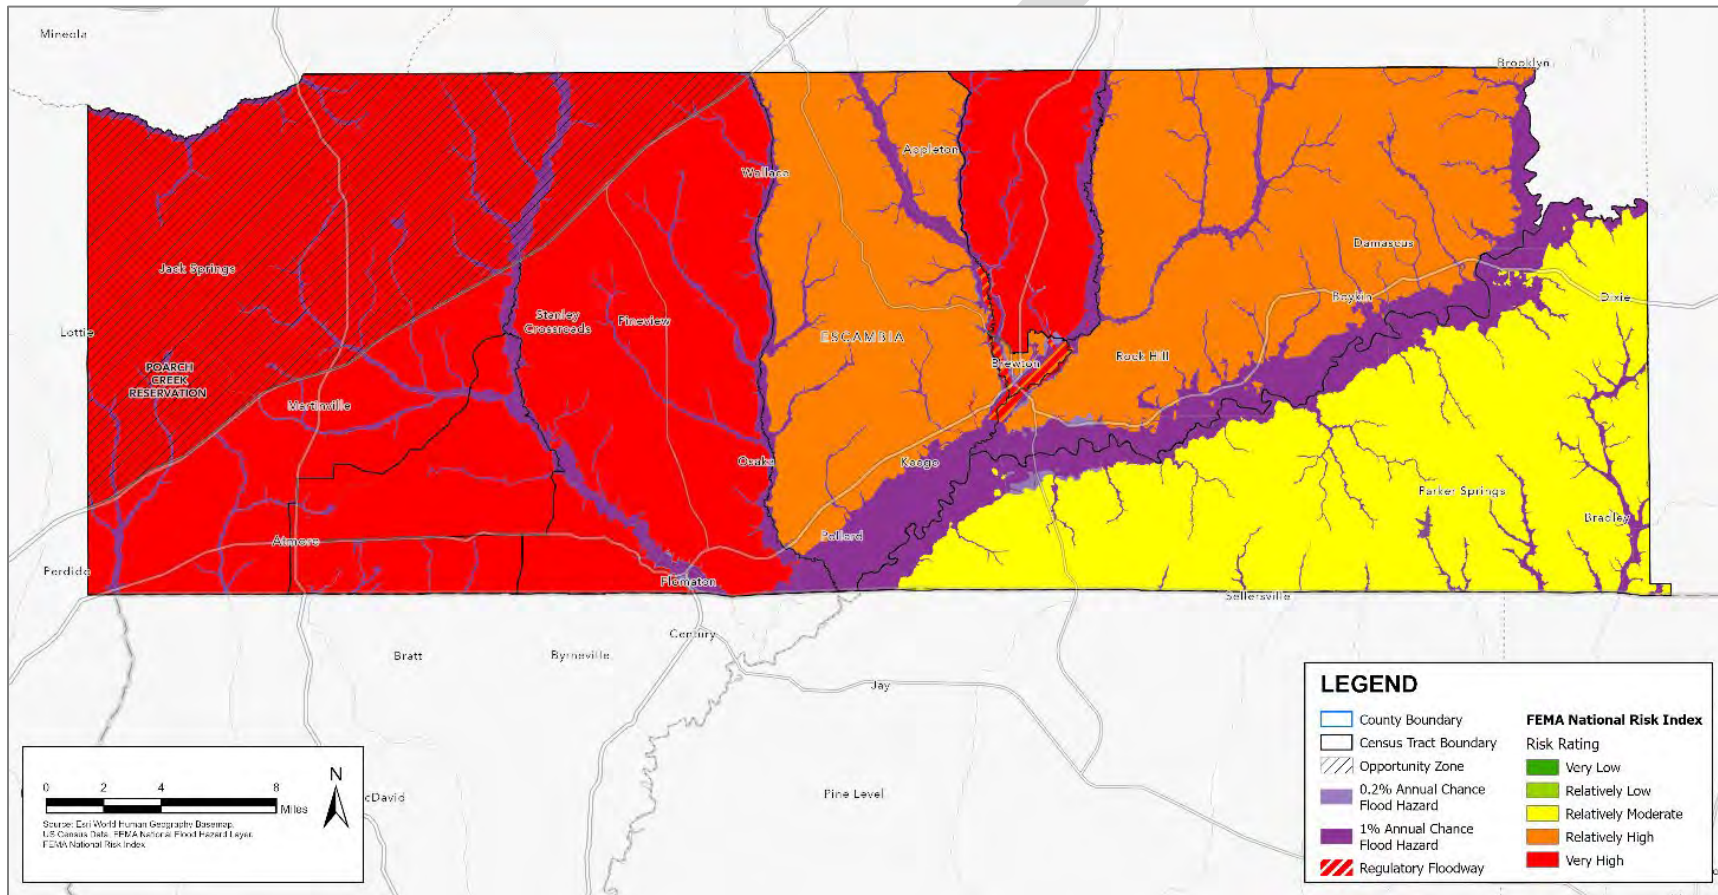 Mineola
Brooklyn
Appleton
Wallace
Damascus
Jack Springs
Boykin
Dixie
Stanley
Crossroads
Pineview
Lottie
ESCAMBIA
Rock Hill
Brewton
POARCH
CREEK
RESERVATION
Martinville
Osaka
Koogo
Parker Springs
Bradley
Pollard
Atmore
Perdido
Flomaton
Sellersville
Century
Bratt
Byrneville
Jay
Pine Level
cDavid
0 2 4 8
Miles
N
Source: Esri World Human Geography Basemap,
US Census Data, FEMA National Flood Hazard Layer,
FEMA National Risk Index
LEGEND
County Boundary
Census Tract Boundary
Opportunity Zone
0.2% Annual Chance
Flood Hazard
1% Annual Chance
Flood Hazard
Regulatory Floodway
FEMA National Risk Index
Risk Rating
Very Low
Relatively Low
Relatively Moderate
Relatively High
Very High